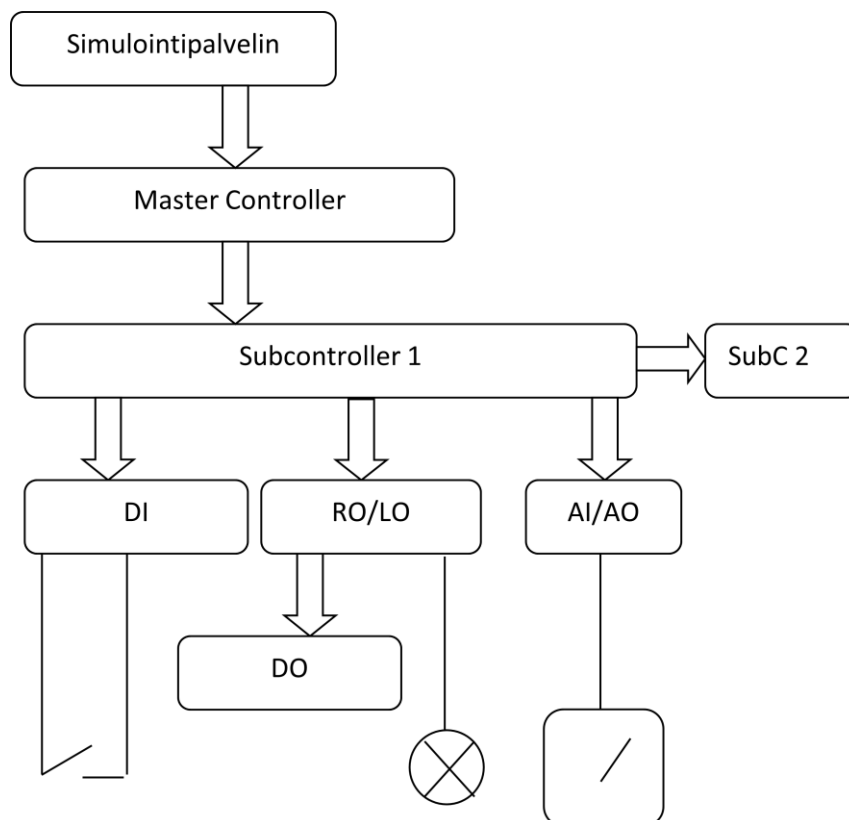 Simulointipalvelin
Master Controller
Subcontroller 1
SubC 2
DI
RO/LO
AI/AO
DO